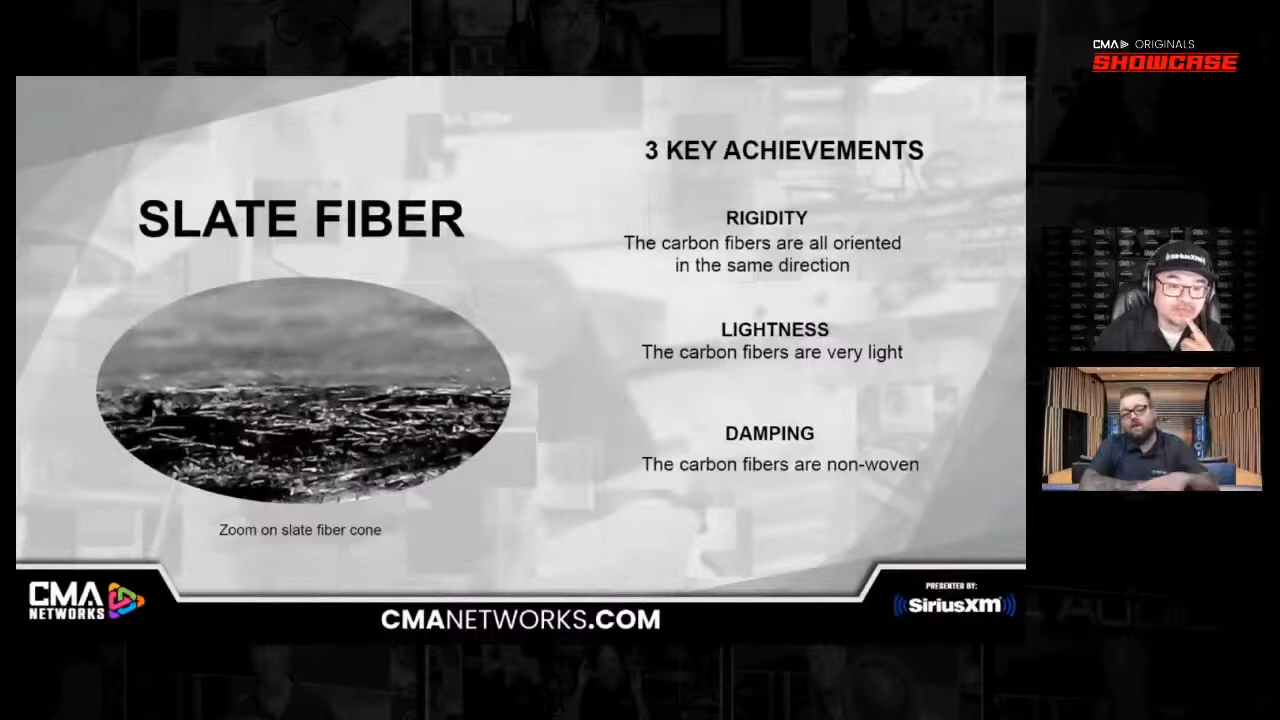 CMA ORIGINALS
SHOWCASE
3 KEY ACHIEVEMENTS
SLATE FIBER
RIGIDITY
The carbon fibers are all oriented
in the same direction
LIGHTNESS
The carbon fibers are very light
DAMPING
The carbon fibers are non-woven
Zoom on slate fiber cone
CMA
NETWORKS
CMANETWORKS.COM
PRESENTED BY:
SiriusXM
SiriusXM